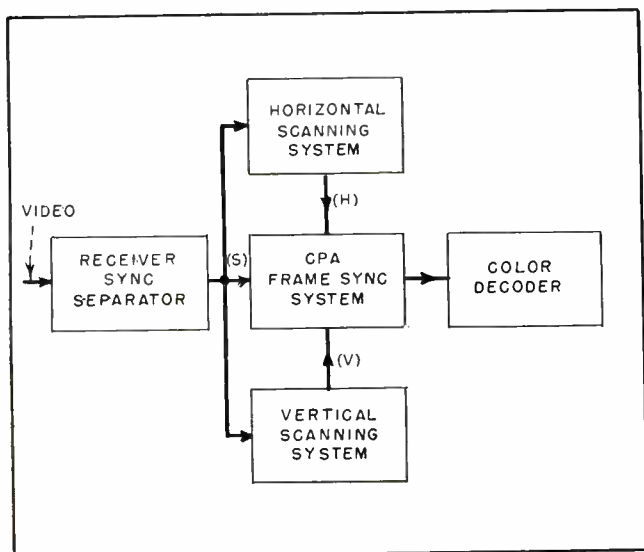 HORIZONTAL
SCANNING
SYSTEM
(H)
VIDEO
RECEIVER
SYNC
SEPARATOR
(S)
CPA
FRAME SYNC
SYSTEM
COLOR
DECODER
(V)
VERTICAL
SCANNING
SYSTEM